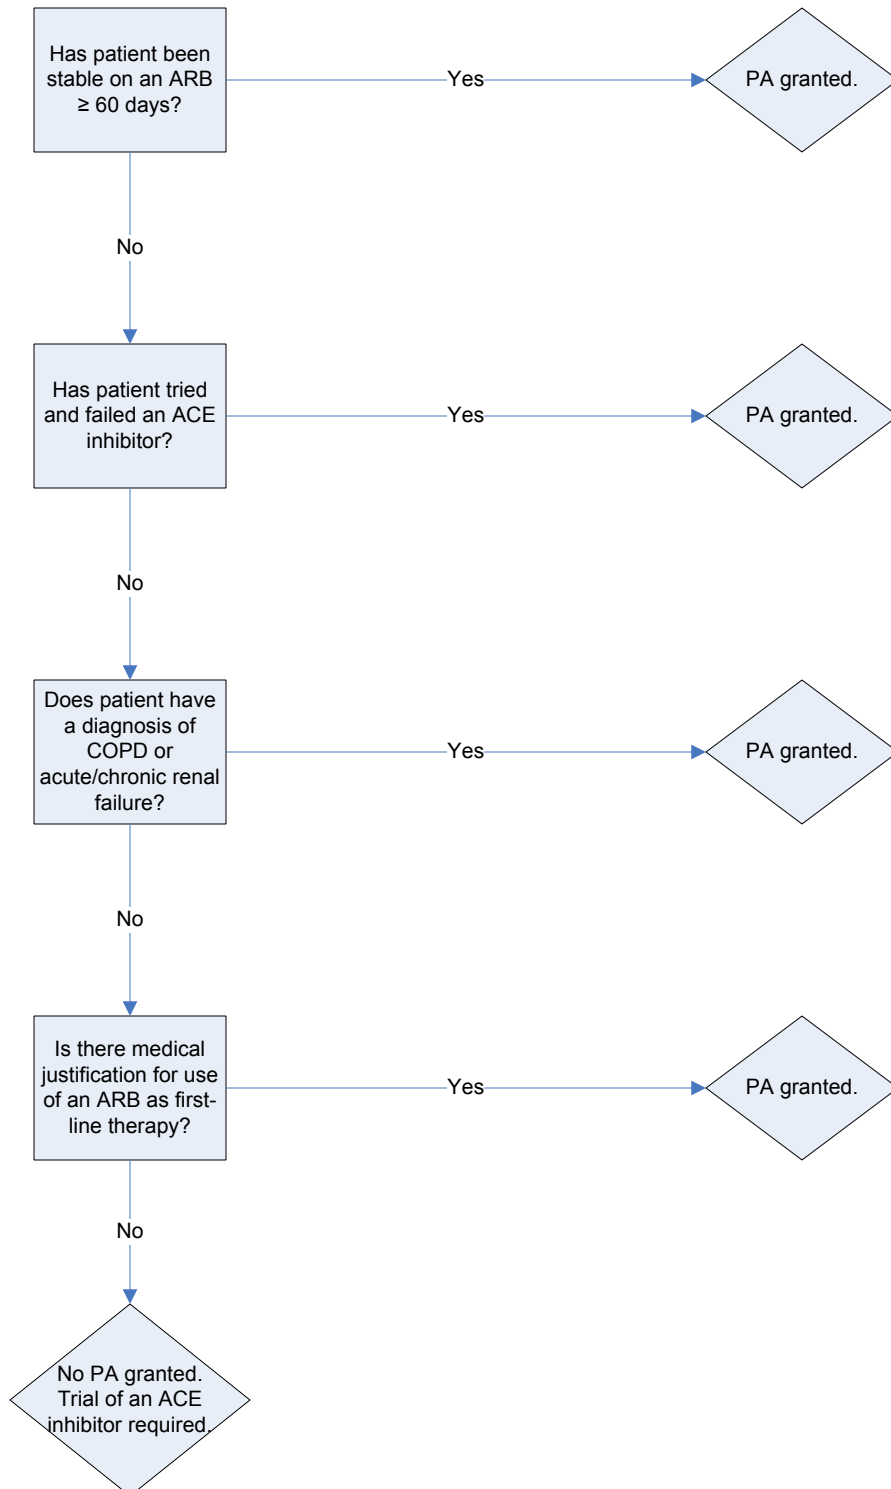 Has patient been
stable on an ARB
≥ 60 days?
Yes
PA granted.
No
Has patient tried
and failed an ACE
inhibitor?
Yes
PA granted.
No
Does patient have
a diagnosis of
COPD or
acute/chronic renal
failure?
Yes
PA granted.
No
Is there medical
justification for use
of an ARB as first-
line therapy?
Yes
PA granted.
No
No PA granted.
Trial of an ACE
inhibitor required.